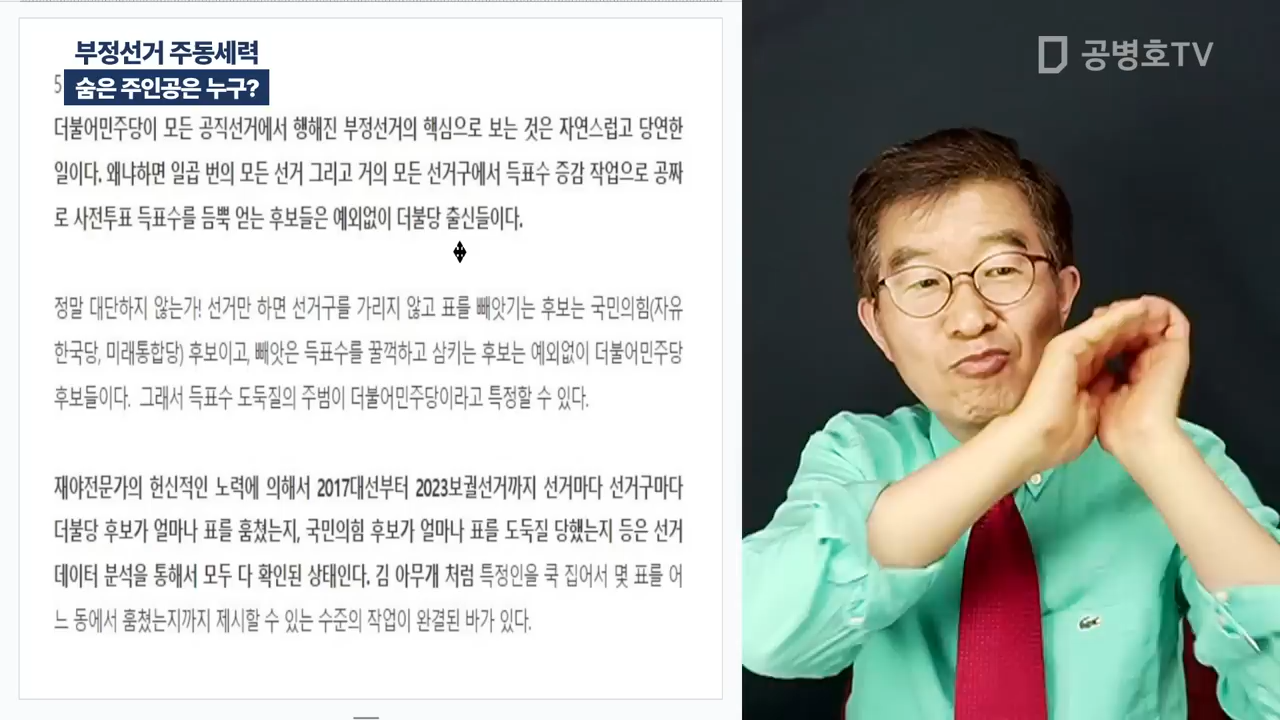 부정선거 주동세력
숨은 주인공은 누구?
공병호TV
5
더불어민주당이 모든 공직선거에서 행해진 부정선거의 핵심으로 보는 것은 자연스럽고 당연한
일이다. 왜냐하면 일곱 번의 모든 선거 그리고 거의 모든 선거구에서 득표수 증감 작업으로 공짜
로 사전투표 득표수를 듬뿍 얻는 후보들은 예외없이 더불당 출신들이다.
정말 대단하지 않는가! 선거만 하면 선거구를 가리지 않고 표를 빼앗기는 후보는 국민의힘(자유
한국당, 미래통합당) 후보이고, 빼앗은 득표수를 꿀꺽하고 삼키는 후보는 예외없이 더불어민주당
후보들이다. 그래서 득표수 도둑질의 주범이 더불어민주당이라고 특정할 수 있다.
재야전문가의 헌신적인 노력에 의해서 2017대선부터 2023보궐선거까지 선거마다 선거구마다
더불당 후보가 얼마나 표를 훔쳤는지, 국민의힘 후보가 얼마나 표를 도둑질 당했는지 등은 선거
데이터 분석을 통해서 모두 다 확인된 상태인다. 김 아무개 처럼 특정인을 쿡 집어서 몇 표를 어
느 동에서 훔쳤는지까지 제시할 수 있는 수준의 작업이 완결된 바가 있다.